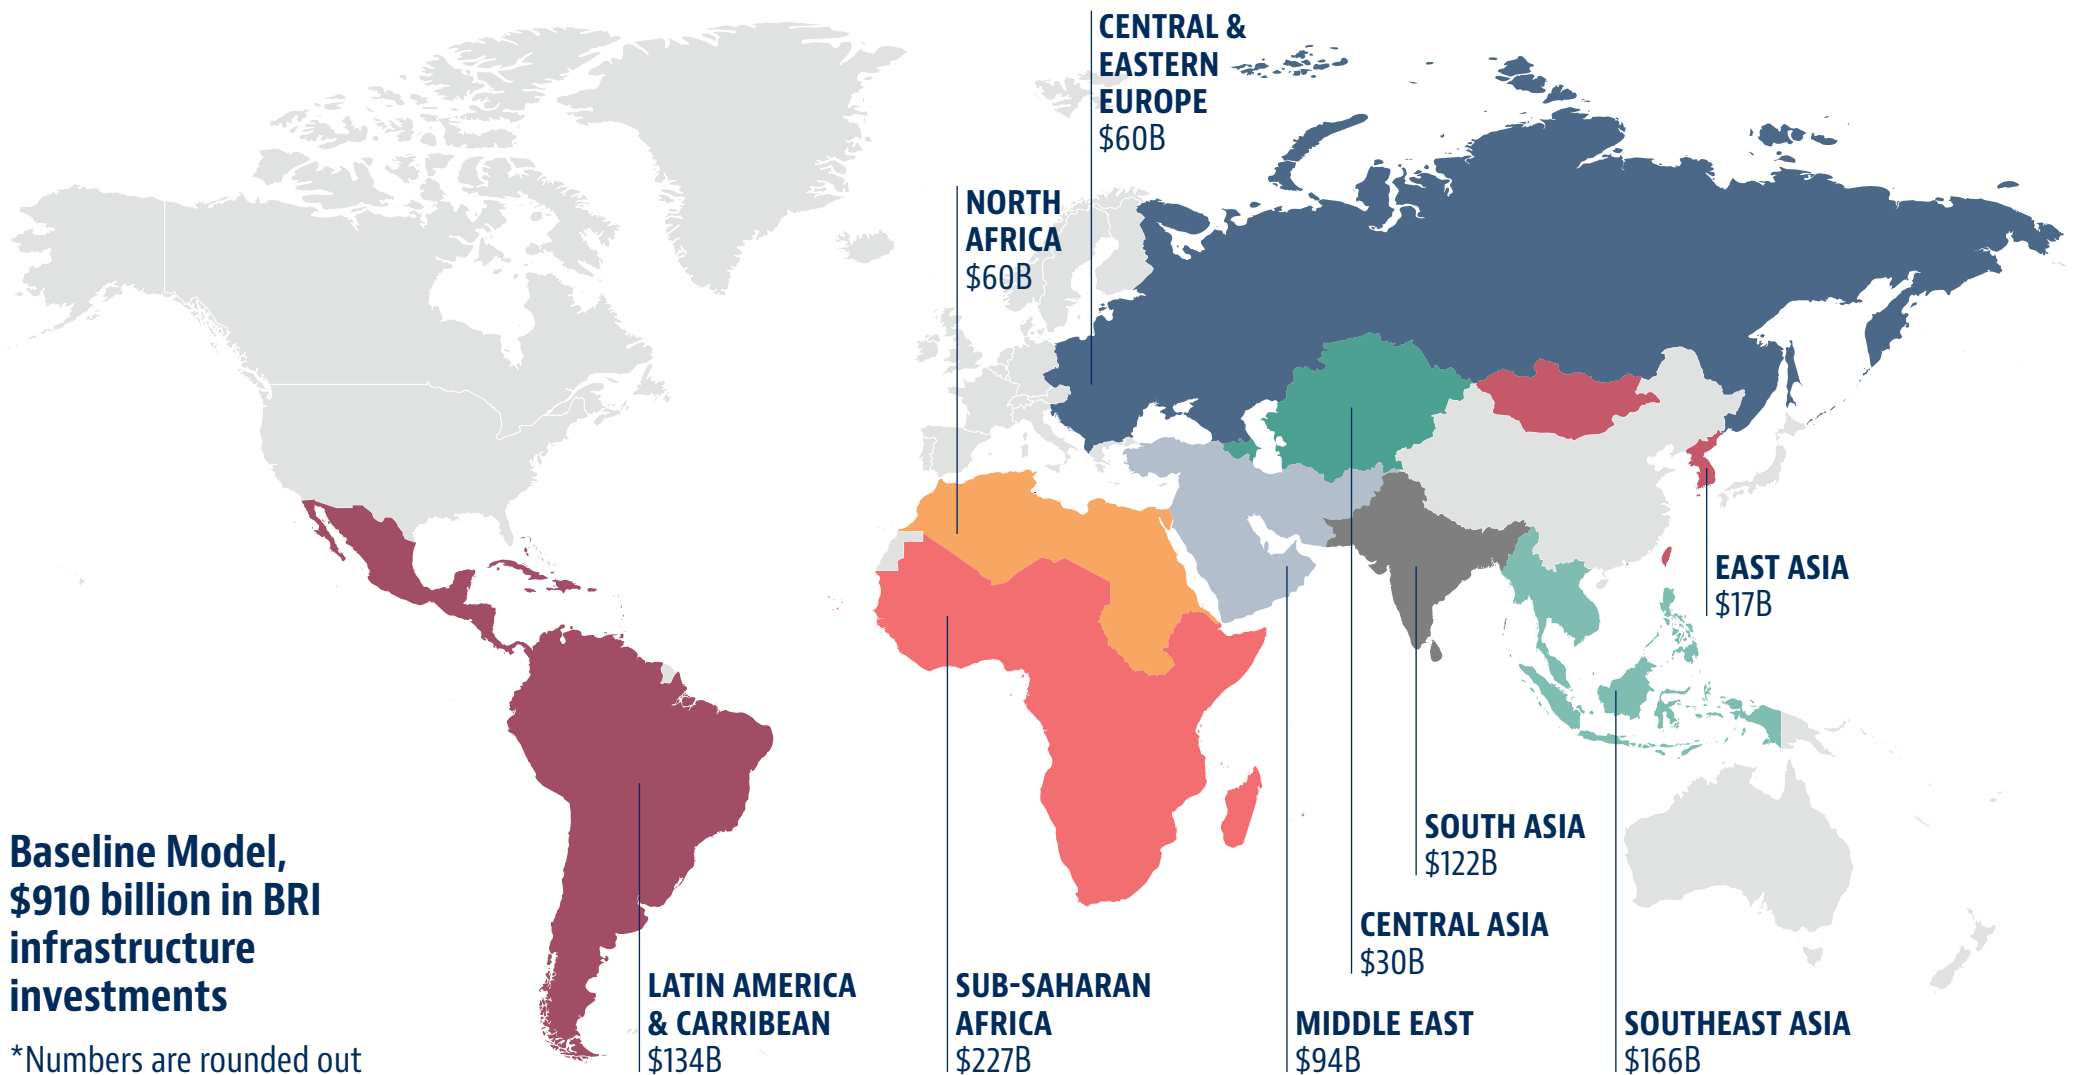 CENTRAL &
EASTERN
EUROPE
$60B
NORTH
AFRICA
$60B
EAST ASIA
$17B
SOUTH ASIA
$122B
CENTRAL ASIA
$30B
Baseline Model,
$910 billion in BRI
infrastructure
investments
*Numbers are rounded out
LATIN AMERICA
& CARRIBEAN
$134B
SUB-SAHARAN
AFRICA
$227B
MIDDLE EAST
$94B
SOUTHEAST ASIA
$166B